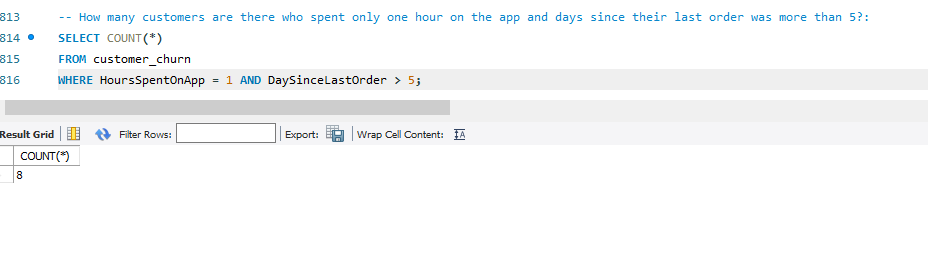 813 -- How many customers are there who spent only one hour on the app and days since their last order was more than 5?:
814 SELECT COUNT(*)
815 FROM customer_churn
816 WHERE HoursSpentOnApp = 1 AND DaySinceLastOrder > 5;
Result Grid Filter Rows: Export: Wrap Cell Content: IA
COUNT(*)
8